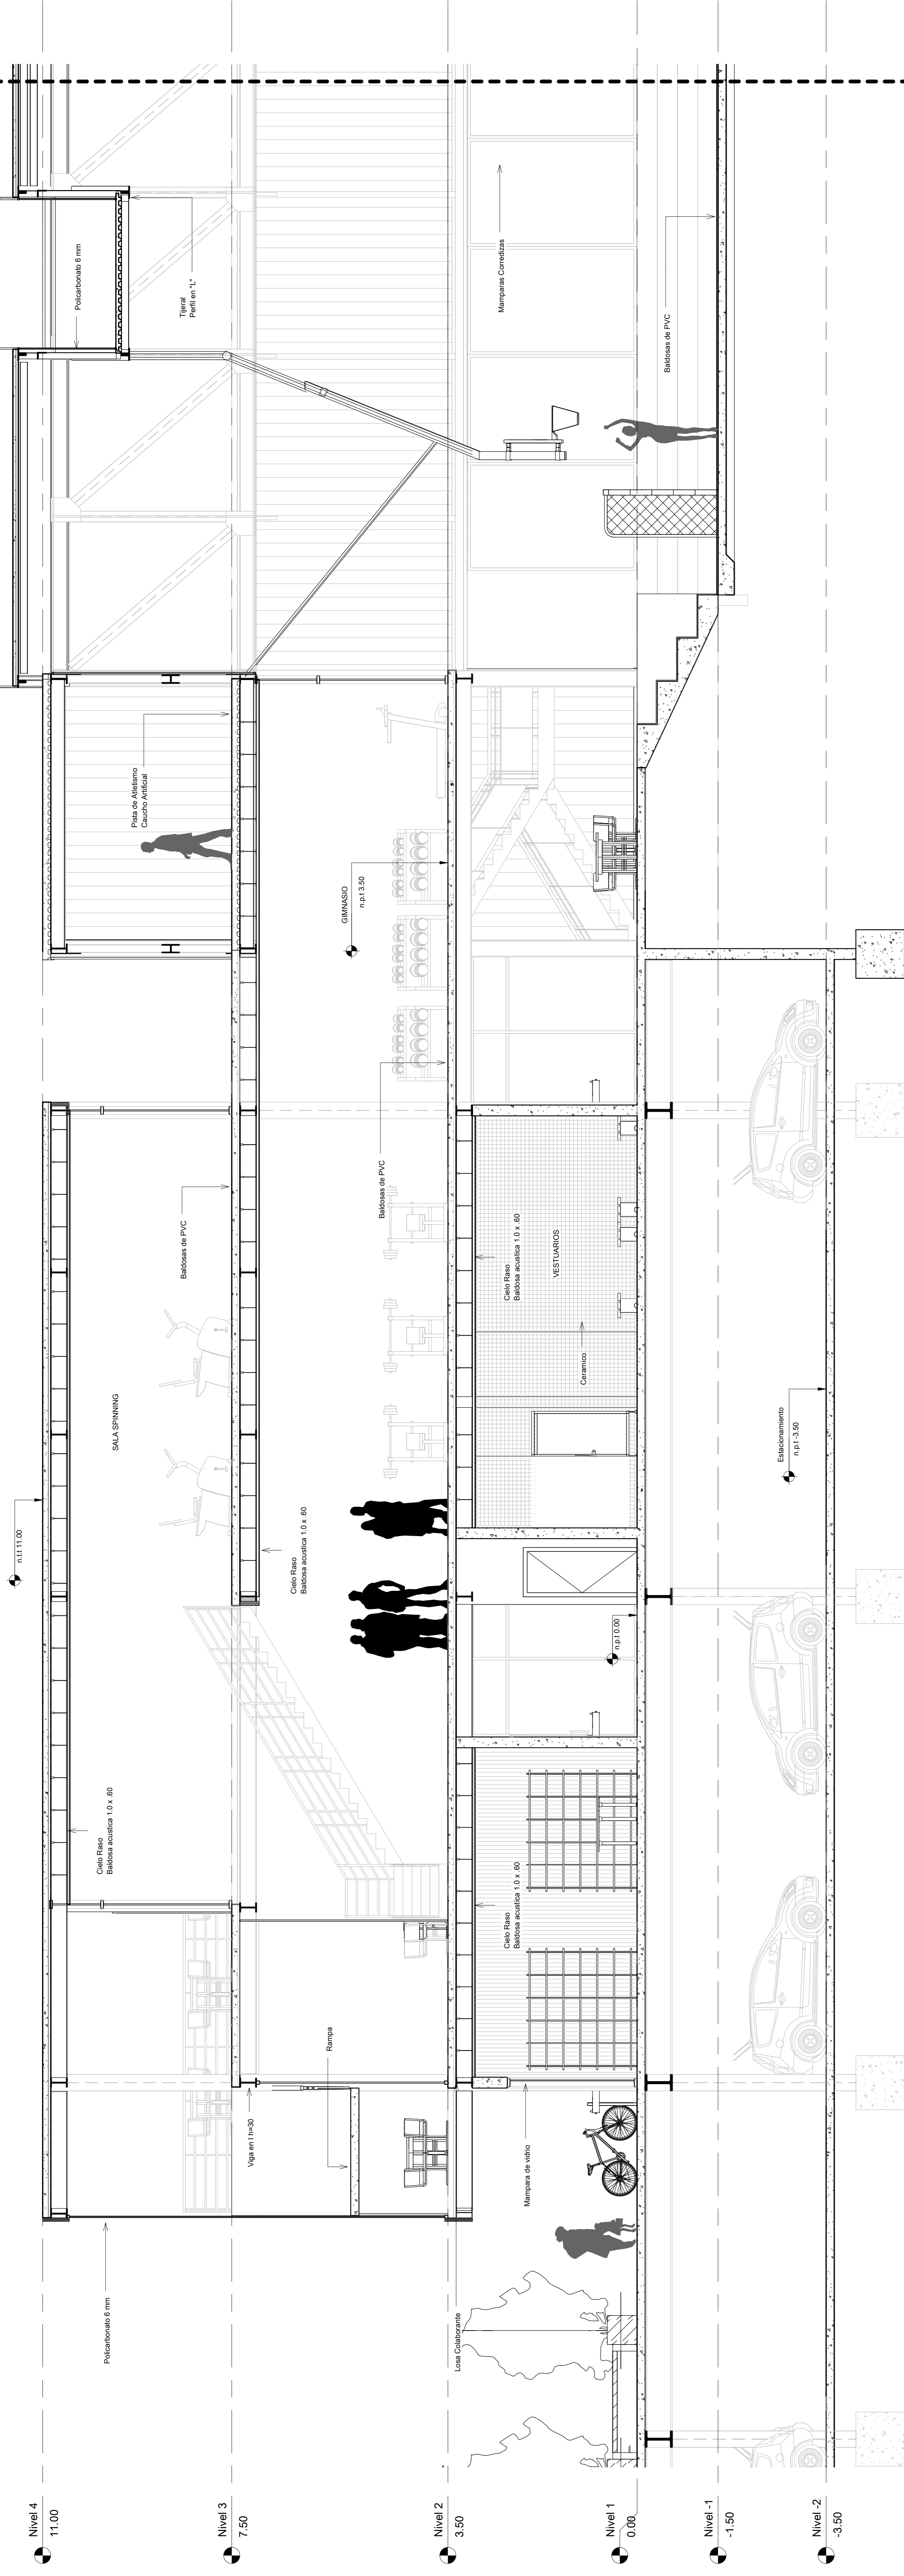 Policarbonato 6 mm
Tijeral
Perfil en "L"
Mamparas Corredizas
Baldosas de PVC
Pista de Atletismo
Caucho Artificial
GIMNASIO
n.p.t 3.50
Baldosas de PVC
Baldosas de PVC
Cielo Raso
Baldosa acustica 1.0 x .60
VESTUARIOS
Ceramico
SALA SPINNING
Estacionamiento
n.p.t -3.50
n.t.t 11.00
Cielo Raso
Baldosa acustica 1.0 x .60
n.p.t 0.00
Cielo Raso
Baldosa acustica 1.0 x .60
Cielo Raso
Baldosa acustica 1.0 x .60
Rampa
Viga en I h=30
Mampara de vidrio
Policarbonato 6 mm
Losa Colaborante
Nivel 4
11.00
Nivel 3
7.50
Nivel 2
3.50
Nivel 1
0.00
Nivel -1
-1.50
Nivel -2
-3.50